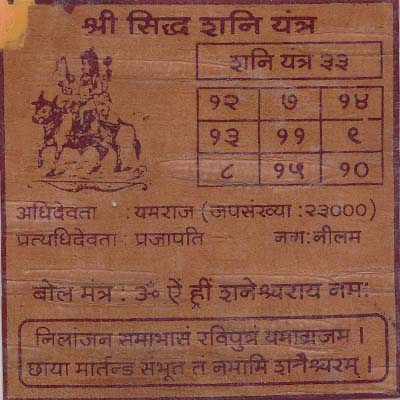 श्री सिद्ध शनि यंत्र
शनि यंत्र ३३
१२ ७ १४
१३ ११ ९
८ १५ १०
अधिदेवता : यमराज (जपसंख्या : २३०००)
प्रत्यधिदेवता : प्रजापति नग : नीलम
बोल मत्र : ॐ ऐं ह्रीं शनेश्वराय नमः
निलांजन समाभासं रविपुत्रं यमाग्रजम ।
छाया मार्तन्ड संभूत तं नमामि शनैश्वरम् ।